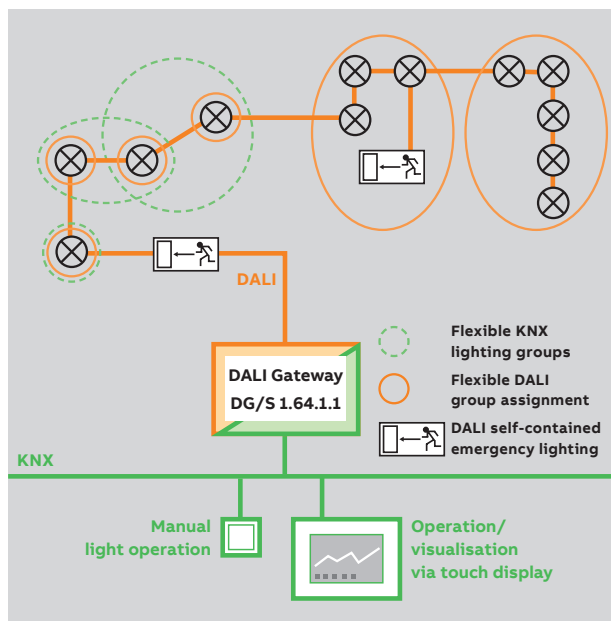 DALI
DALI Gateway
DG/S 1.64.1.1
Flexible KNX
lighting groups
Flexible DALI
group assignment
DALI self-contained
emergency lighting
KNX
Manual
light operation
Operation/
visualisation
via touch display